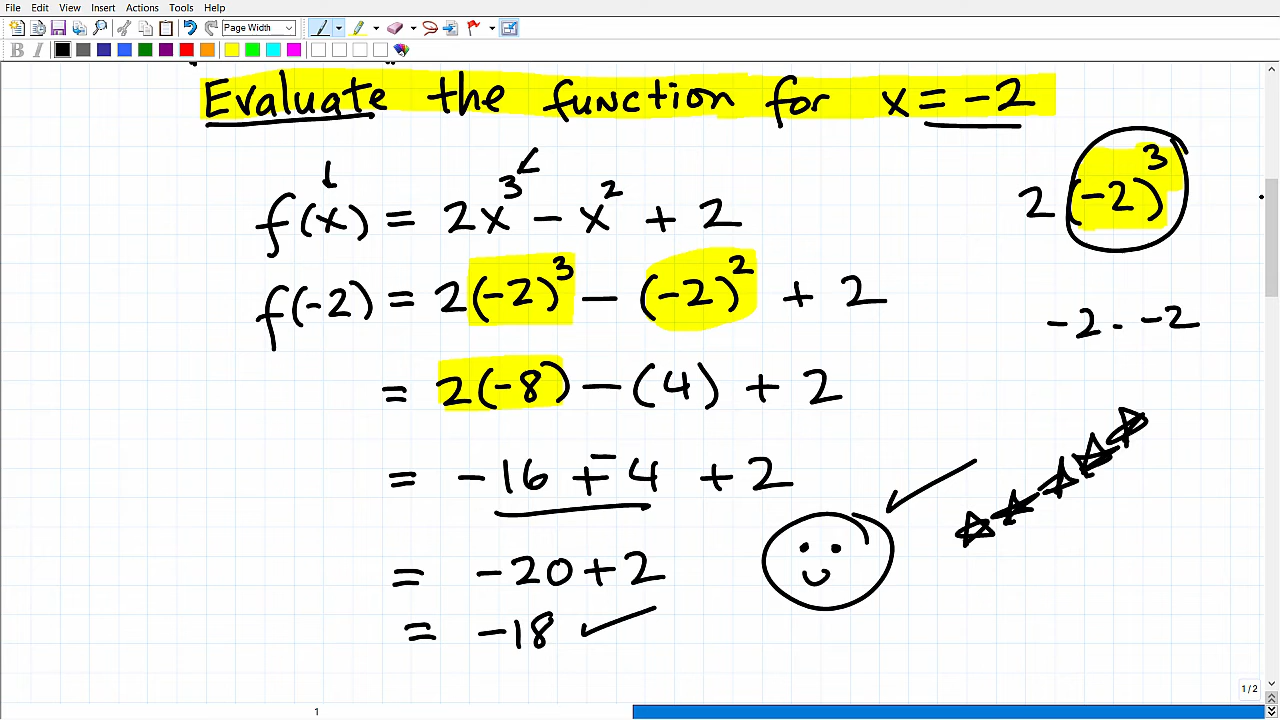 File Edit View Insert Actions Tools Help
Page Width
B I
Evaluate the function for x = -2
f(x) = 2x³ - x² + 2
2(-2)³
f(-2) = 2(-2)³ - (-2)² + 2
-2 · -2
= 2(-8) - (4) + 2
= -16 + -4 + 2
= -20 + 2
= -18
1/2
1